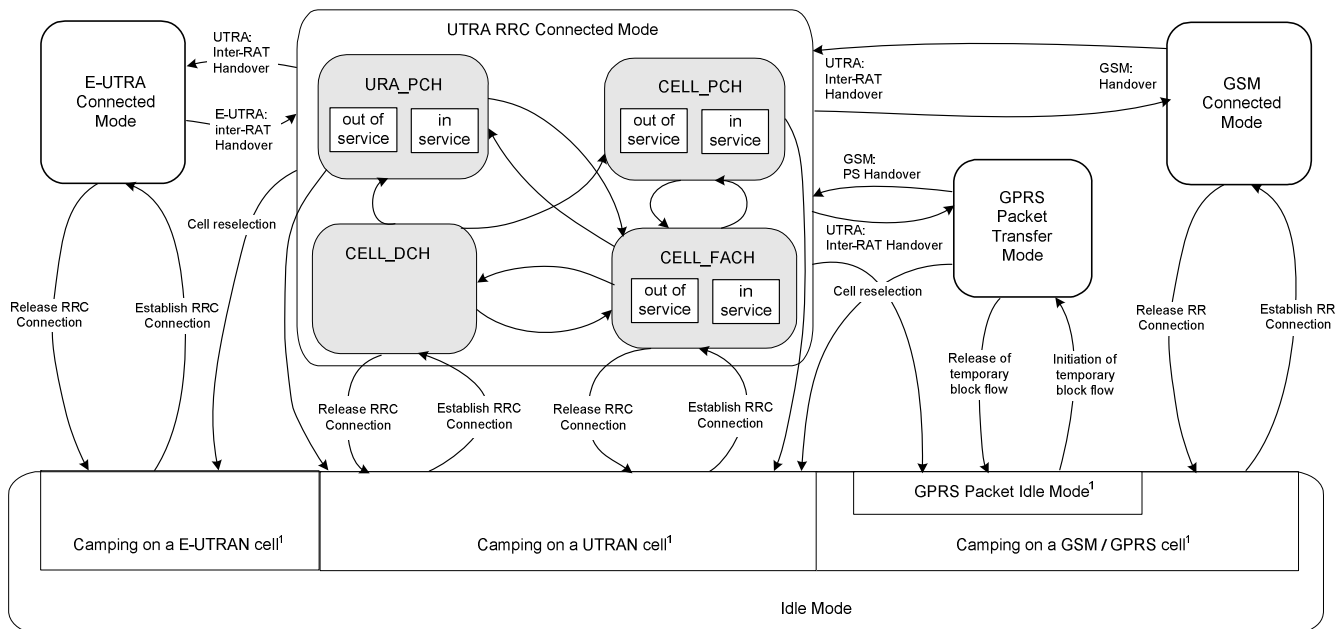 UTRA RRC Connected Mode
UTRA:
Inter-RAT
Handover
E-UTRA
Connected
Mode
E-UTRA:
inter-RAT
Handover
URA_PCH
out of
service
in
service
CELL_PCH
out of
service
in
service
UTRA:
Inter-RAT
Handover
GSM:
Handover
GSM
Connected
Mode
GSM:
PS Handover
GPRS
Packet
Transfer
Mode
UTRA:
Inter-RAT Handover
Cell reselection
CELL_DCH
CELL_FACH
out of
service
in
service
Cell reselection
Release RRC
Connection
Establish RRC
Connection
Release RR
Connection
Establish RR
Connection
Release of
temporary
block flow
Initiation of
temporary
block flow
Release RRC
Connection
Establish RRC
Connection
Release RRC
Connection
Establish RRC
Connection
GPRS Packet Idle Mode¹
Camping on a E-UTRAN cell¹
Camping on a UTRAN cell¹
Camping on a GSM / GPRS cell¹
Idle Mode